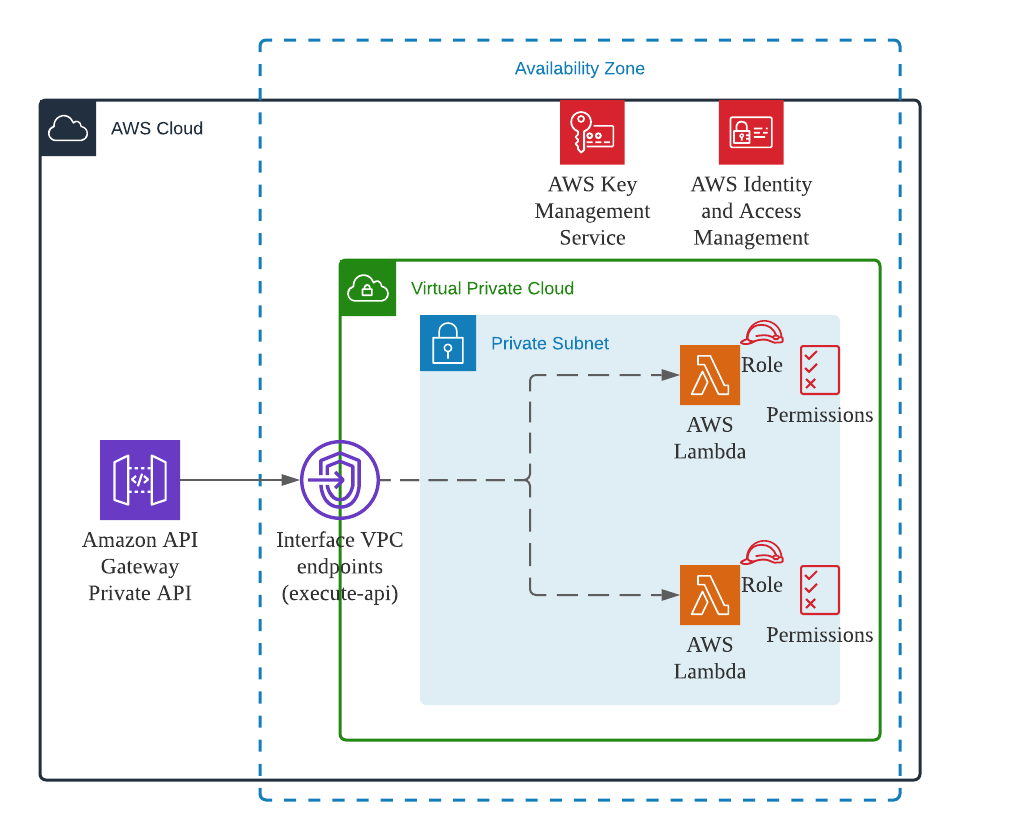 Availability Zone
AWS Cloud
AWS Key
Management
Service
AWS Identity
and Access
Management
Virtual Private Cloud
Private Subnet
Role
Permissions
AWS
Lambda
Amazon API
Gateway
Private API
Interface VPC
endpoints
(execute-api)
Role
Permissions
AWS
Lambda